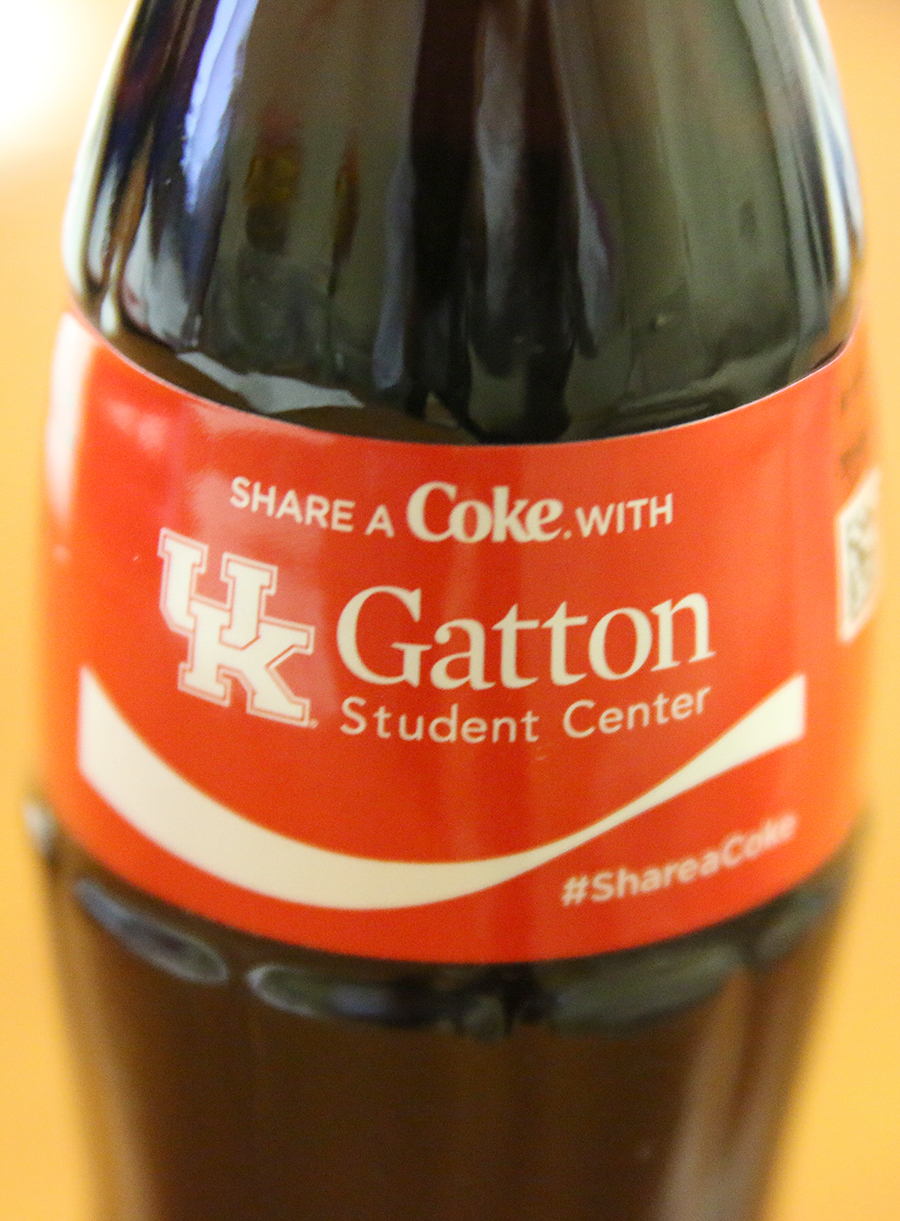 SHARE A Coke. WITH
UK Gatton
Student Center
#ShareaCoke